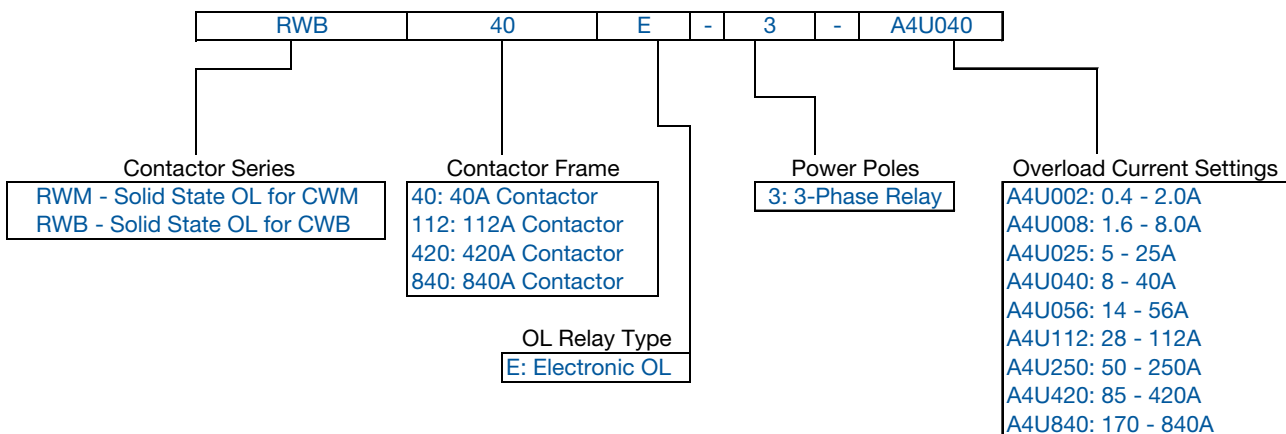 RWB 40 E - 3 - A4U040
Contactor Series
RWM - Solid State OL for CWM
RWB - Solid State OL for CWB
Contactor Frame
40: 40A Contactor
112: 112A Contactor
420: 420A Contactor
840: 840A Contactor
OL Relay Type
E: Electronic OL
Power Poles
3: 3-Phase Relay
Overload Current Settings
A4U002: 0.4 - 2.0A
A4U008: 1.6 - 8.0A
A4U025: 5 - 25A
A4U040: 8 - 40A
A4U056: 14 - 56A
A4U112: 28 - 112A
A4U250: 50 - 250A
A4U420: 85 - 420A
A4U840: 170 - 840A